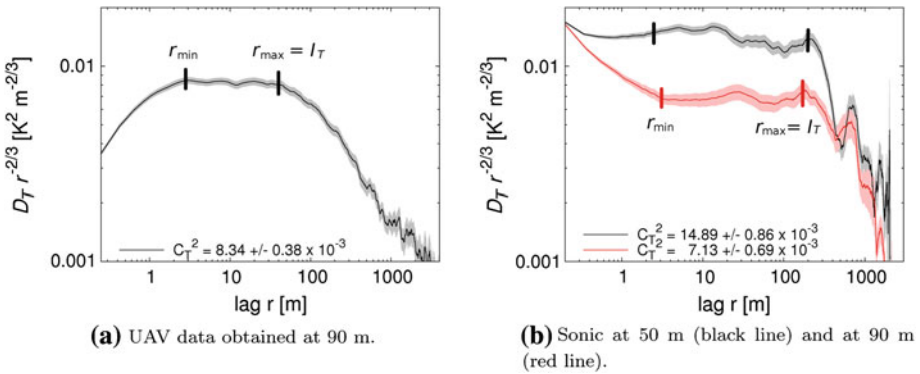 (a)
r_min
r_max = I_T
0.01
0.001
D_T r^-2/3 [K^2 m^-2/3]
C_T^2 = 8.34 +/- 0.38 x 10^-3
1 10 100 1000
lag r [m]
(a) UAV data obtained at 90 m.
(b)
0.01
0.001
D_T r^-2/3 [K^2 m^-2/3]
r_min
r_max = I_T
C_T^2 = 14.89 +/- 0.86 x 10^-3
C_T^2 = 7.13 +/- 0.69 x 10^-3
1 10 100 1000
lag r [m]
(b) Sonic at 50 m (black line) and at 90 m
(red line).